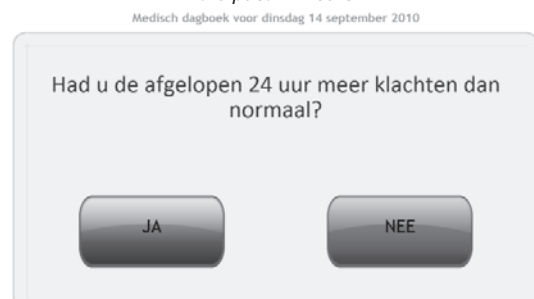 Medisch dagboek voor dinsdag 14 september 2010
Had u de afgelopen 24 uur meer klachten dan
normaal?
JA
NEE